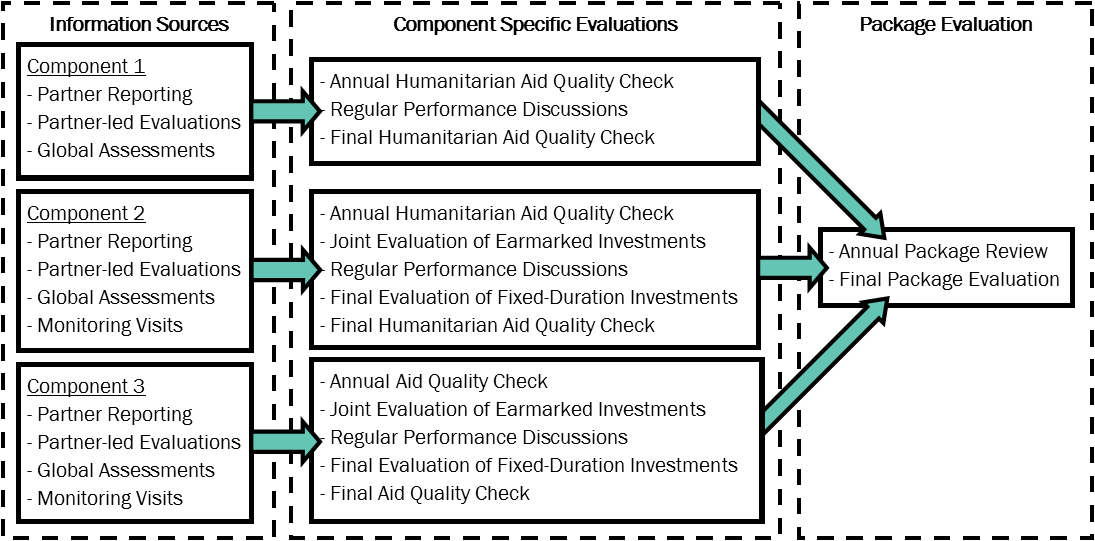 Information Sources
Component 1
- Partner Reporting
- Partner-led Evaluations
- Global Assessments
Component 2
- Partner Reporting
- Partner-led Evaluations
- Global Assessments
- Monitoring Visits
Component 3
- Partner Reporting
- Partner-led Evaluations
- Global Assessments
- Monitoring Visits
Component Specific Evaluations
- Annual Humanitarian Aid Quality Check
- Regular Performance Discussions
- Final Humanitarian Aid Quality Check
- Annual Humanitarian Aid Quality Check
- Joint Evaluation of Earmarked Investments
- Regular Performance Discussions
- Final Evaluation of Fixed-Duration Investments
- Final Humanitarian Aid Quality Check
- Annual Aid Quality Check
- Joint Evaluation of Earmarked Investments
- Regular Performance Discussions
- Final Evaluation of Fixed-Duration Investments
- Final Aid Quality Check
Package Evaluation
- Annual Package Review
- Final Package Evaluation